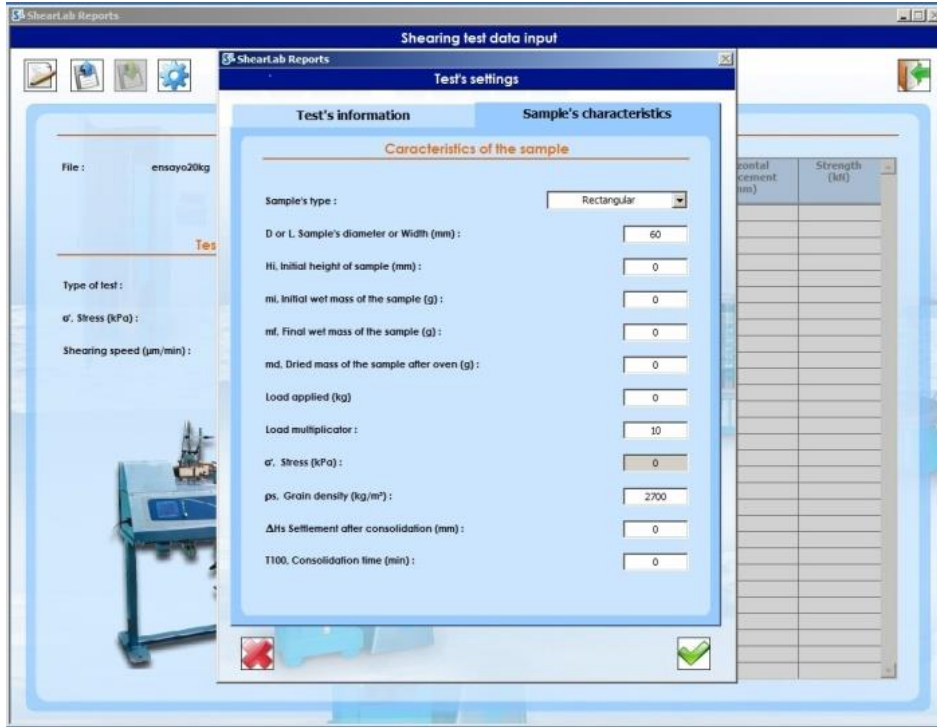 ShearLab Reports
Shearing test data input
ShearLab Reports
Test's settings
Test's information
Sample's characteristics
Caracteristics of the sample
File : ensayo20kg
Sample's type : Rectangular
D or L, Sample's diameter or Width (mm) : 60
Hi, Initial height of sample (mm) : 0
mi, Initial wet mass of the sample (g) : 0
mf, Final wet mass of the sample (g) : 0
md, Dried mass of the sample after oven (g) : 0
Load applied (kg) 0
Load multiplicator : 10
σ', Stress (kPa) : 0
ρs, Grain density (kg/m³) : 2700
ΔHs Settlement after consolidation (mm) : 0
T100, Consolidation time (min) : 0
Tes
Type of test :
σ', Stress (kPa) :
Shearing speed (µm/min) :
Strength
(kN)